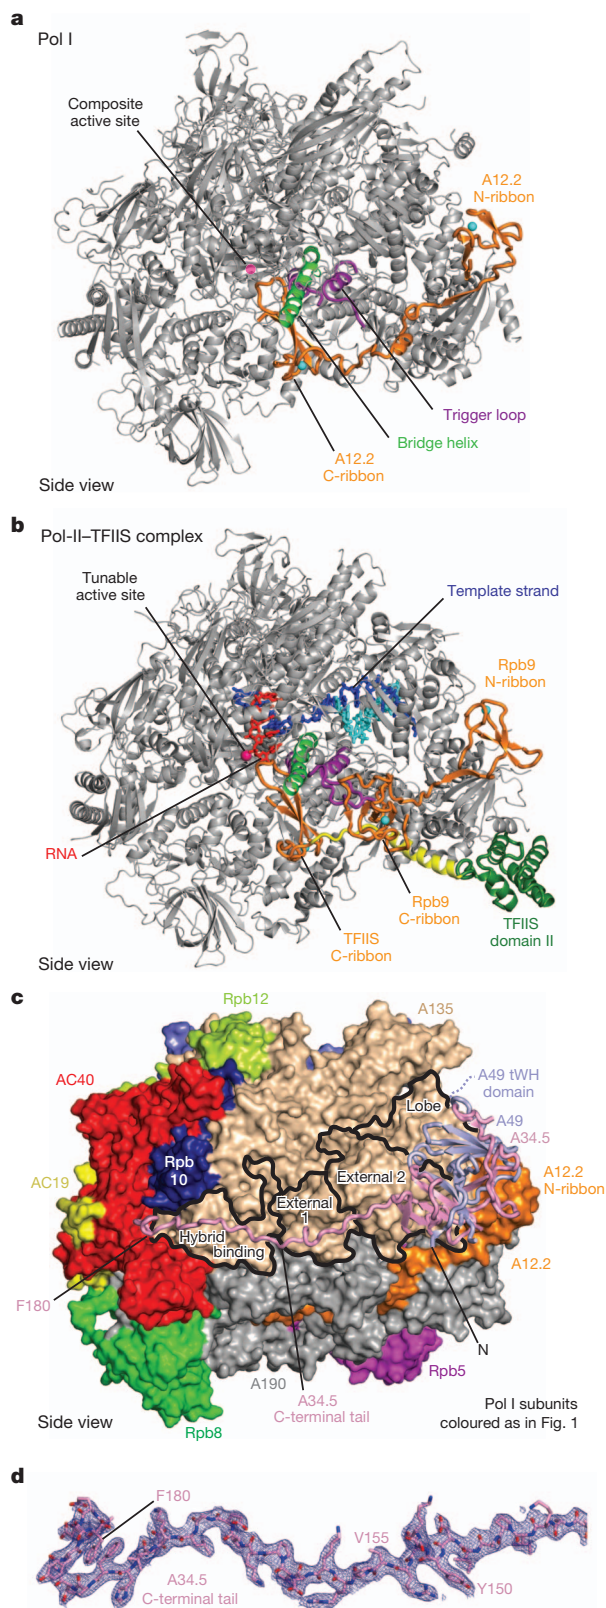 a
Pol I
Composite
active site
A12.2
N-ribbon
Trigger loop
Bridge helix
A12.2
C-ribbon
Side view
b
Pol-II–TFIIS complex
Tunable
active site
Template strand
Rpb9
N-ribbon
RNA
Rpb9
C-ribbon
TFIIS
C-ribbon
TFIIS
domain II
Side view
c
Rpb12
A135
AC40
A49 tWH
domain
Lobe
A49
A34.5
Rpb
10
External 2
A12.2
N-ribbon
AC19
External
1
Hybrid
binding
A12.2
F180
N
A190
A34.5
C-terminal tail
Rpb5
Pol I subunits
coloured as in Fig. 1
Side view
Rpb8
d
F180
V155
A34.5
C-terminal tail
Y150